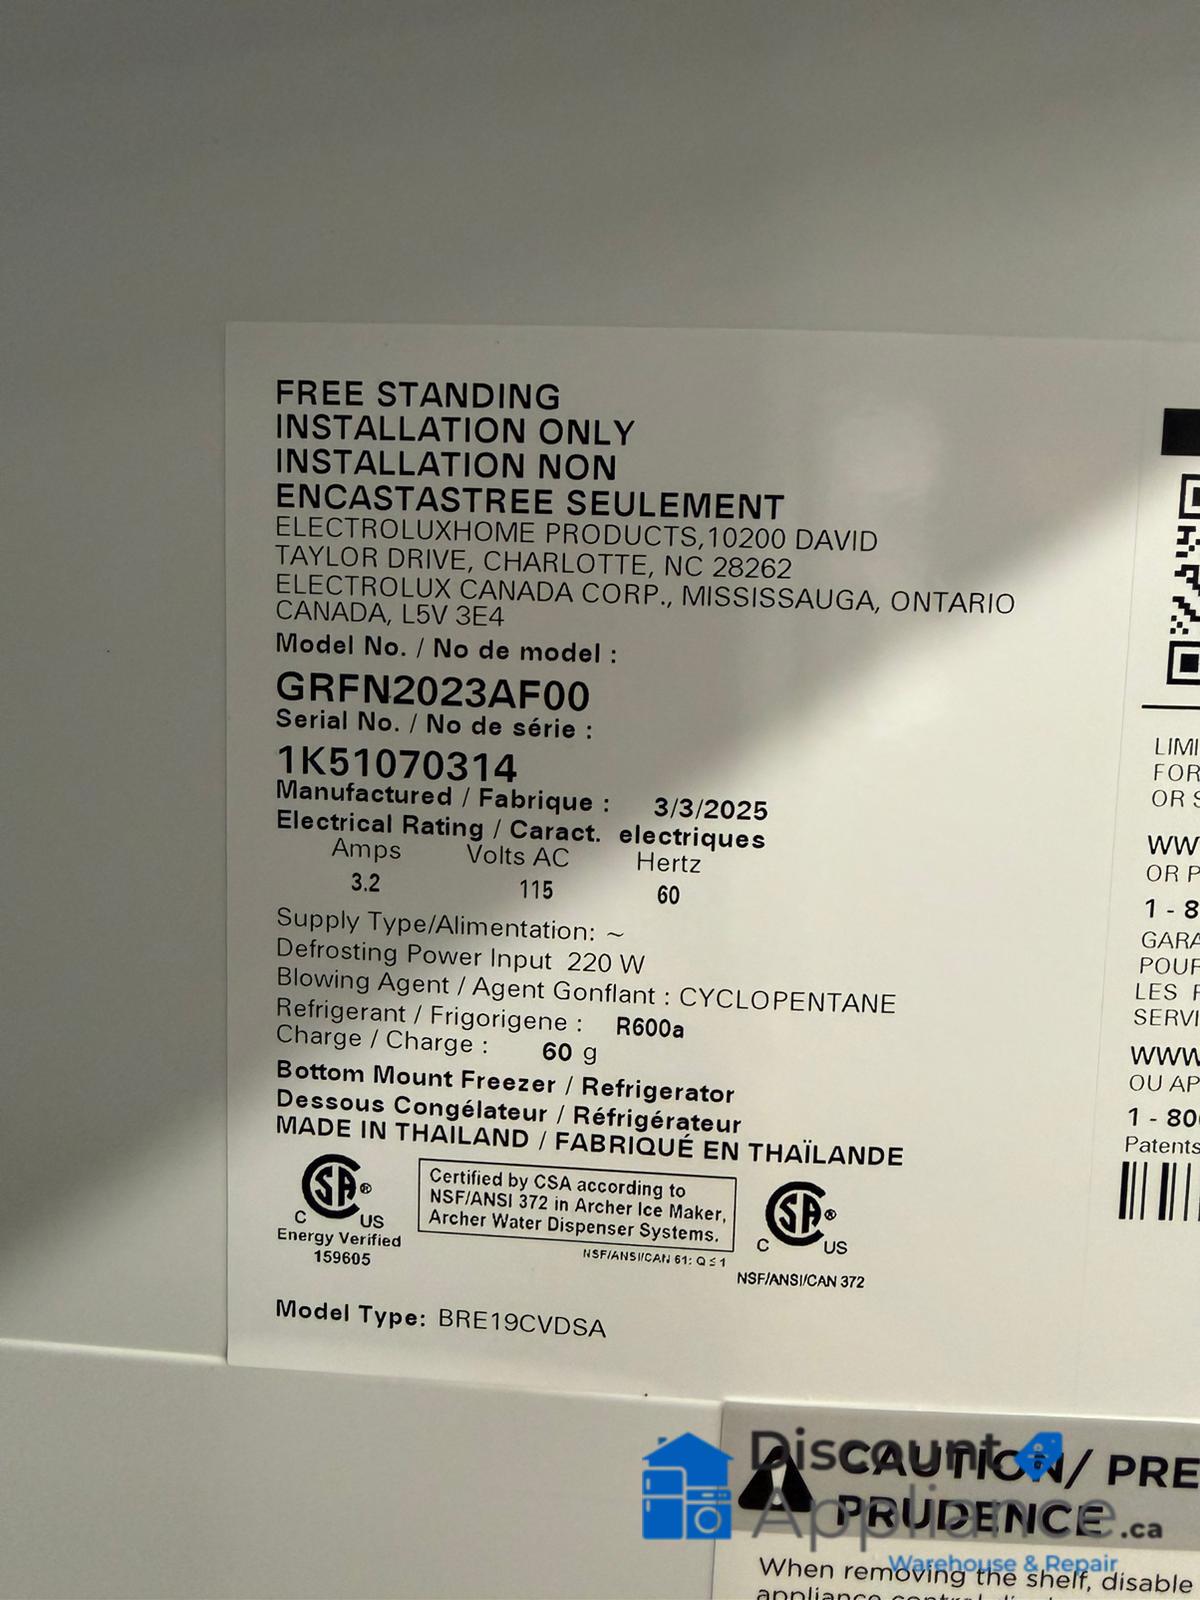 FREE STANDING
INSTALLATION ONLY
INSTALLATION NON
ENCASTASTREE SEULEMENT
ELECTROLUXHOME PRODUCTS,10200 DAVID
TAYLOR DRIVE, CHARLOTTE, NC 28262
ELECTROLUX CANADA CORP., MISSISSAUGA, ONTARIO
CANADA, L5V 3E4
Model No. / No de model :
GRFN2023AF00
Serial No. / No de série :
1K51070314
Manufactured / Fabrique : 3/3/2025
Electrical Rating / Caract. electriques
Amps Volts AC Hertz
3.2 115 60
Supply Type/Alimentation: ~
Defrosting Power Input 220 W
Blowing Agent / Agent Gonflant : CYCLOPENTANE
Refrigerant / Frigorigene : R600a
Charge / Charge : 60 g
Bottom Mount Freezer / Refrigerator
Dessous Congélateur / Réfrigérateur
MADE IN THAILAND / FABRIQUÉ EN THAÏLANDE
CSA®
C US
Energy Verified
159605
Certified by CSA according to
NSF/ANSI 372 in Archer Ice Maker,
Archer Water Dispenser Systems.
NSF/ANSI/CAN 61: Q ≤ 1
CSA®
C US
NSF/ANSI/CAN 372
Model Type: BRE19CVDSA
LIMI
FOR
OR S
WW
OR P
1 - 8
GARA
POUR
LES
SERVI
WWW
OU AP
1 - 800
Patents
CAUTION/ PRE
PRUDENCE
When removing the shelf, disable
Discount
Appliance.ca
Warehouse & Repair